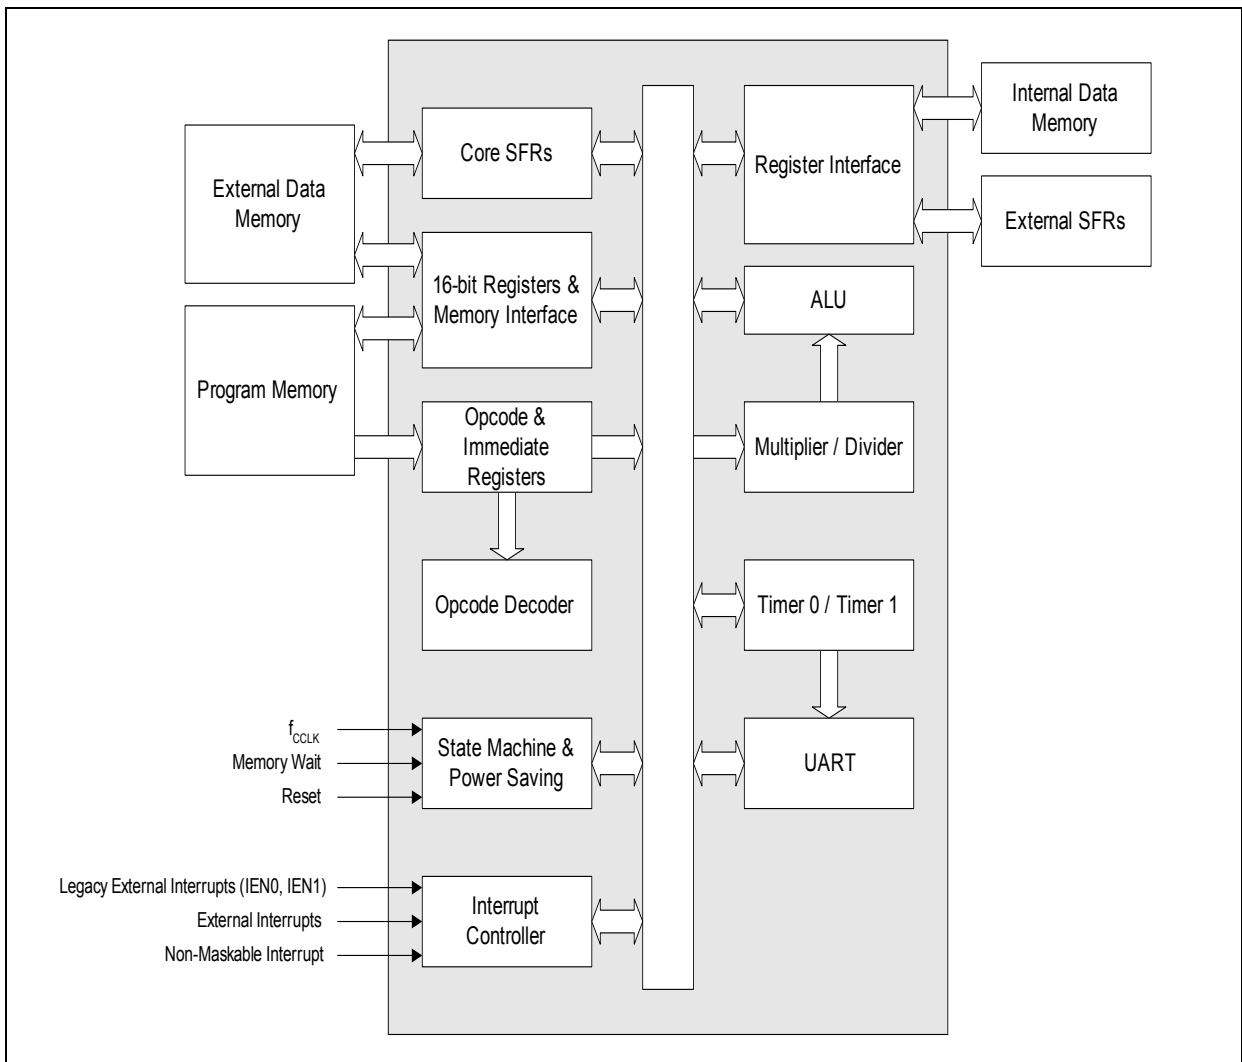 External Data
Memory
Program Memory
Core SFRs
16-bit Registers &
Memory Interface
Opcode &
Immediate
Registers
Opcode Decoder
State Machine &
Power Saving
Interrupt
Controller
f_CCLK
Memory Wait
Reset
Legacy External Interrupts (IEN0, IEN1)
External Interrupts
Non-Maskable Interrupt
Register Interface
ALU
Multiplier / Divider
Timer 0 / Timer 1
UART
Internal Data
Memory
External SFRs